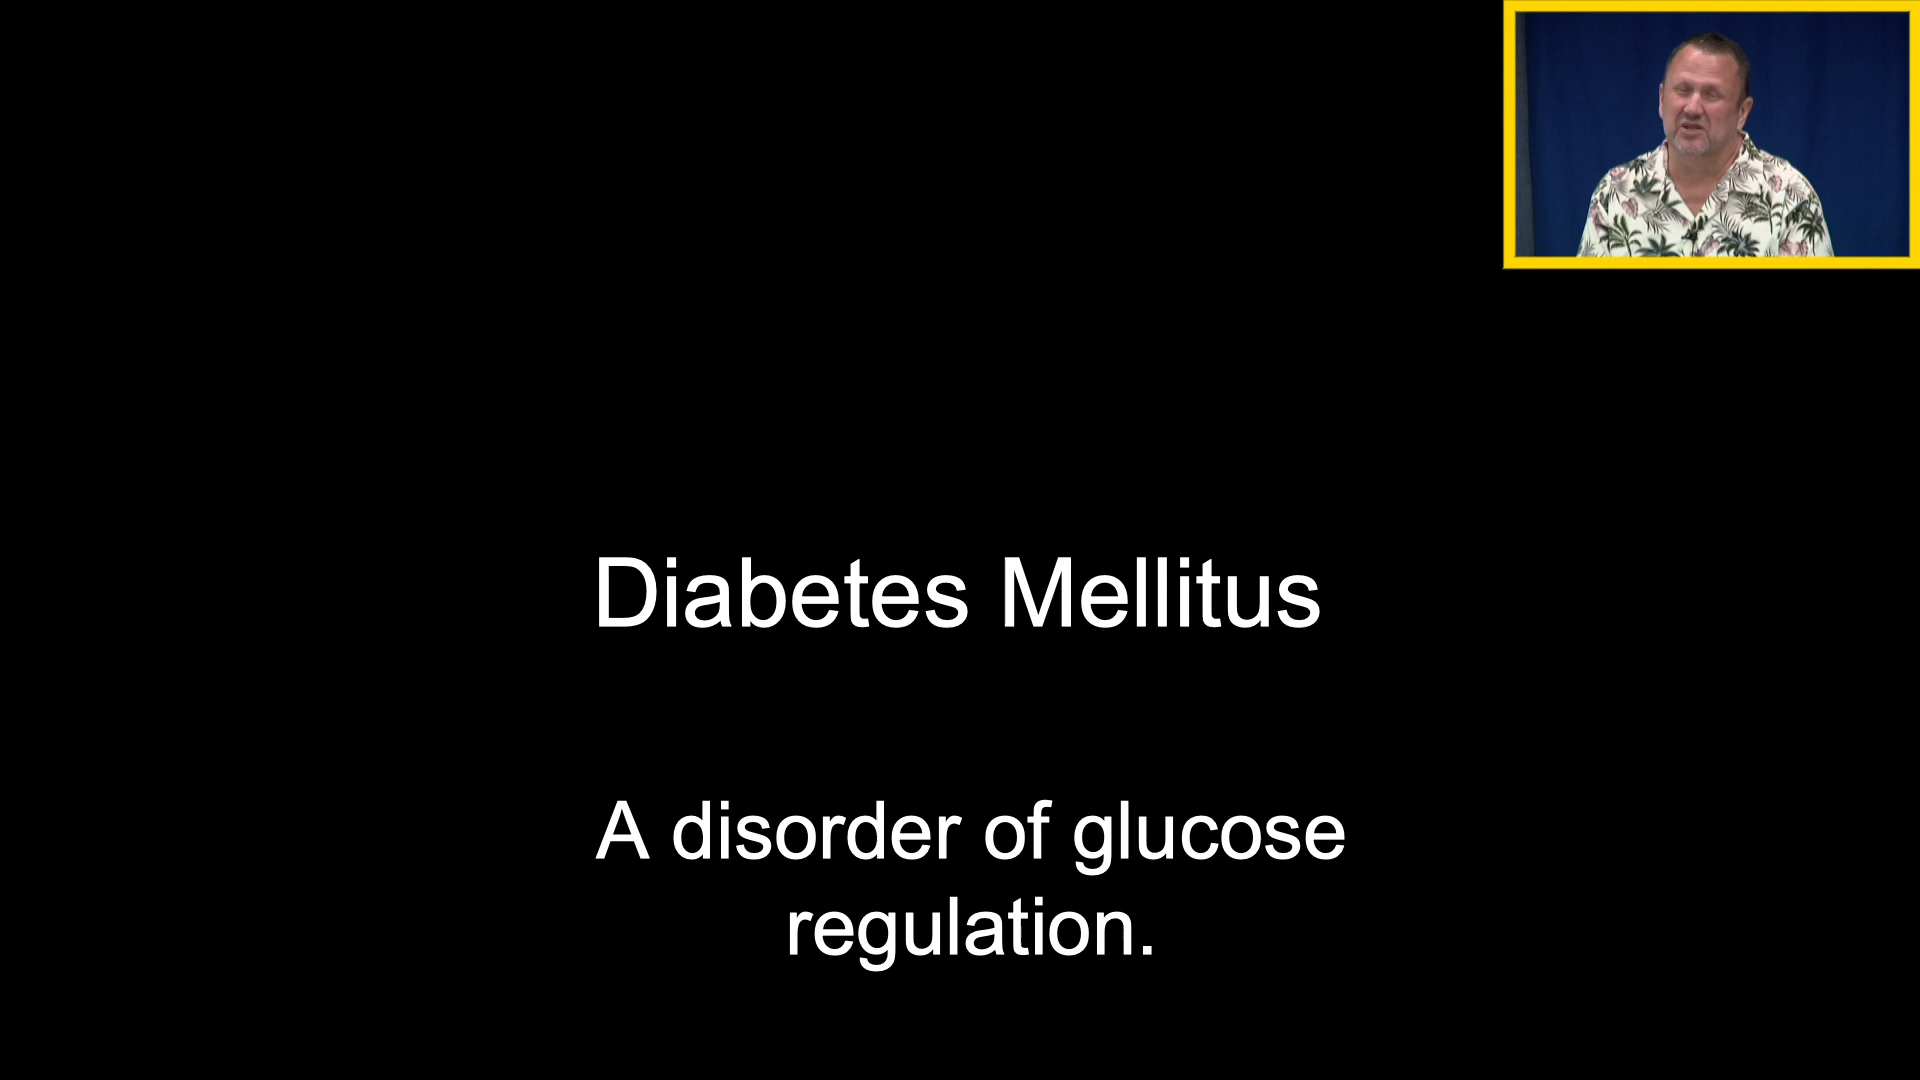 Diabetes Mellitus
A disorder of glucose
regulation.